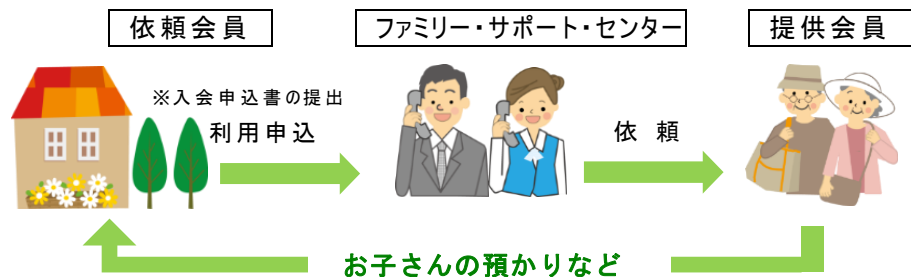 依頼会員
ファミリー・サポート・センター
提供会員
※入会申込書の提出
利用申込
依頼
お子さんの預かりなど